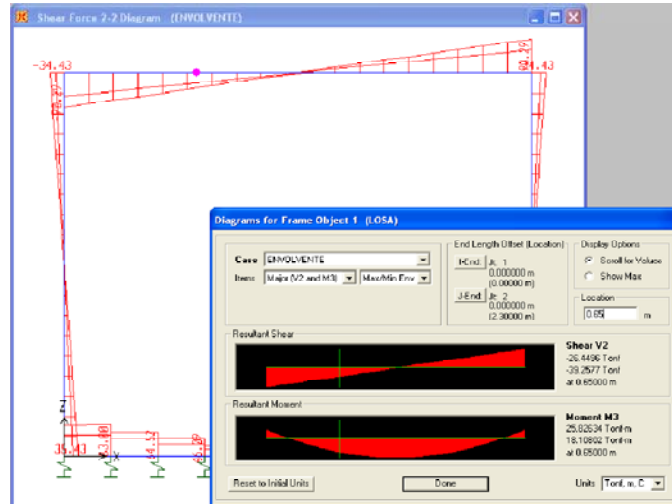 Shear Force 2-2 Diagram (ENVOLVENTE)
-34.43
34.43
Diagrams for Frame Object 1 (LOSA)
Case ENVOLVENTE
Items Major (V2 and M3) Max/Min Env
End Length Offset (Location)
I-End: Jt: 1
0.000000 m
(0.00000 m)
J-End: Jt: 2
0.000000 m
(2.30000 m)
Display Options
Scroll for Values
Show Max
Location
0.65 m
Resultant Shear
Shear V2
-26.4496 Tonf
-39.2577 Tonf
at 0.65000 m
Resultant Moment
Moment M3
25.82634 Tonf-m
18.10802 Tonf-m
at 0.65000 m
Reset to Initial Units
Done
Units Tonf, m, C